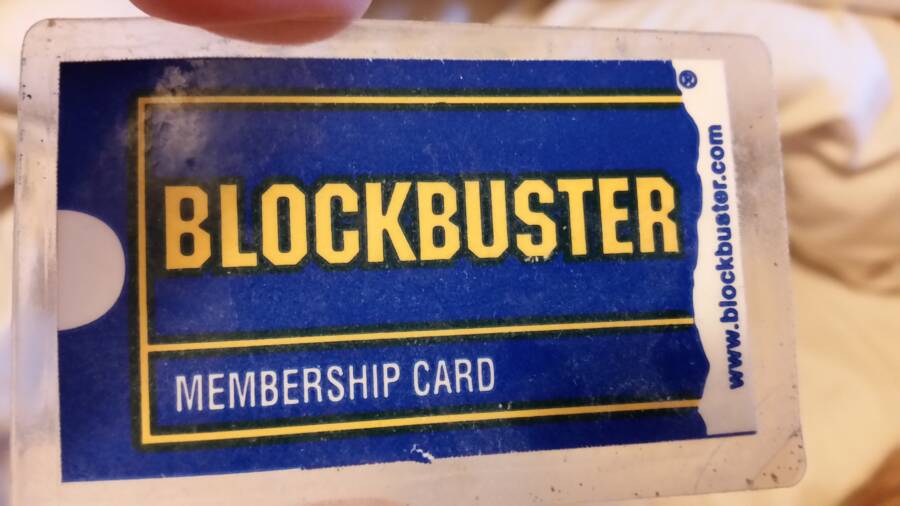 BLOCKBUSTER
®
MEMBERSHIP CARD
www.blockbuster.com